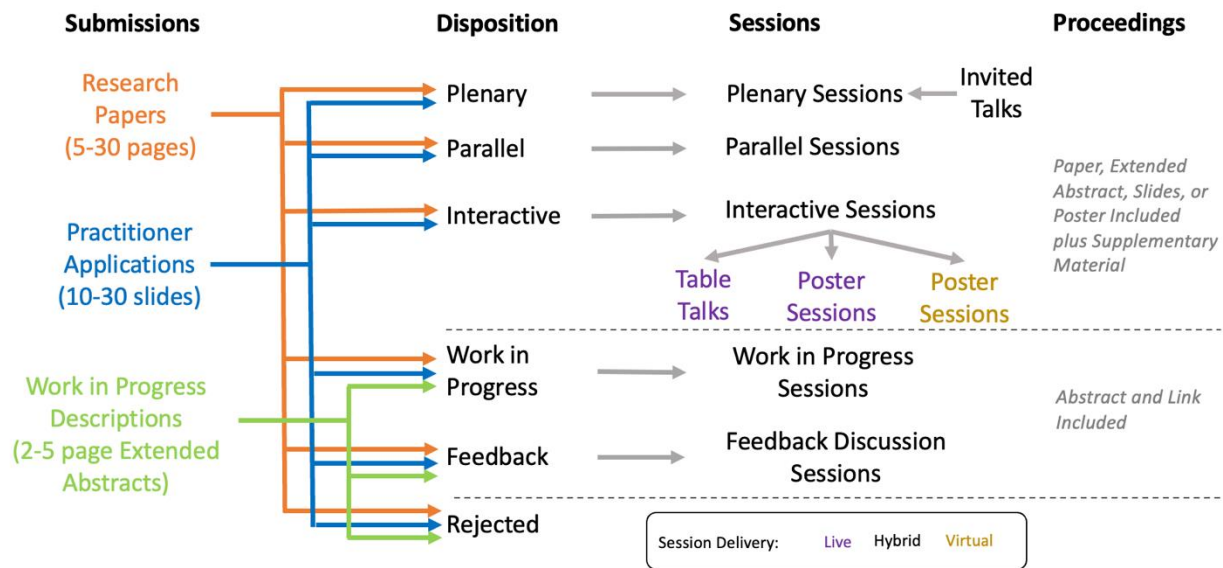 Submissions
Disposition
Sessions
Proceedings
Research
Papers
(5-30 pages)
Practitioner
Applications
(10-30 slides)
Work in Progress
Descriptions
(2-5 page Extended
Abstracts)
Plenary
Parallel
Interactive
Work in
Progress
Feedback
Rejected
Plenary Sessions
Invited
Talks
Parallel Sessions
Interactive Sessions
Table
Talks
Poster
Sessions
Poster
Sessions
Work in Progress
Sessions
Feedback Discussion
Sessions
Paper, Extended
Abstract, Slides, or
Poster Included
plus Supplementary
Material
Abstract and Link
Included
Session Delivery: Live Hybrid Virtual